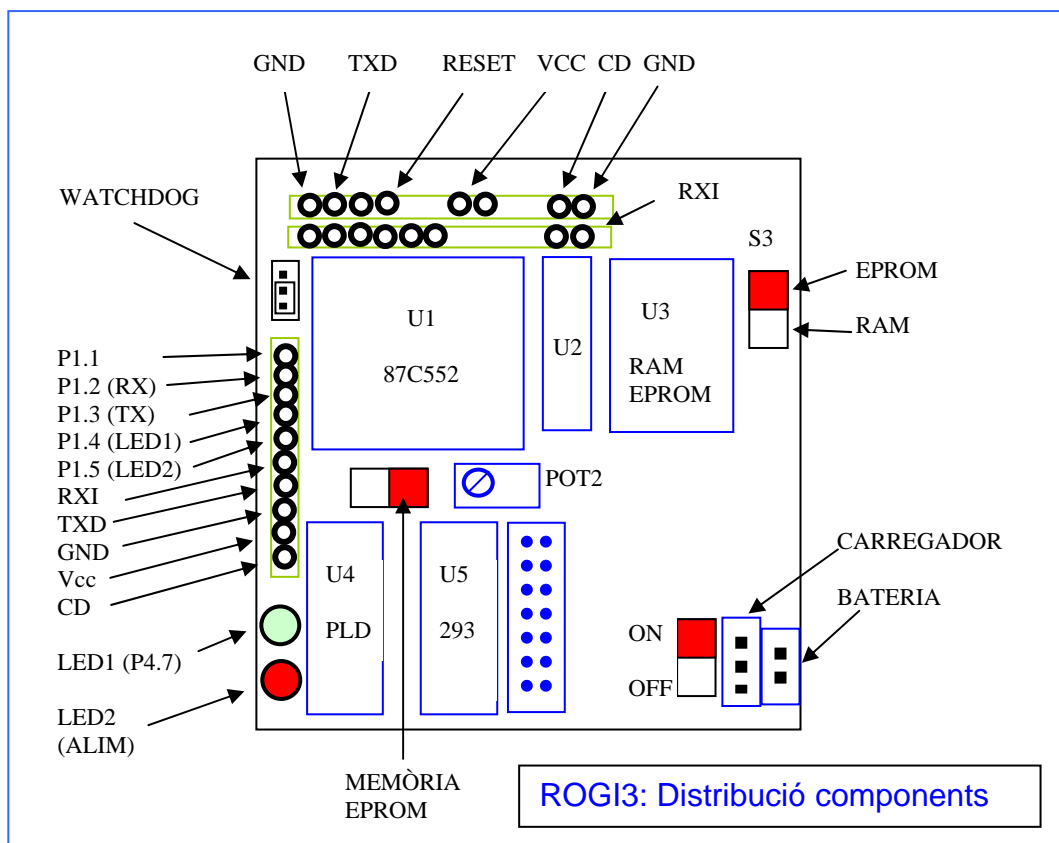 GND TXD RESET VCC CD GND
WATCHDOG
RXI
S3
EPROM
RAM
U1
87C552
U2
U3
RAM
EPROM
P1.1
P1.2 (RX)
P1.3 (TX)
P1.4 (LED1)
P1.5 (LED2)
RXI
TXD
GND
Vcc
CD
POT2
U4
PLD
U5
293
CARREGADOR
BATERIA
ON
OFF
LED1 (P4.7)
LED2
(ALIM)
MEMÒRIA
EPROM
ROGI3: Distribució components